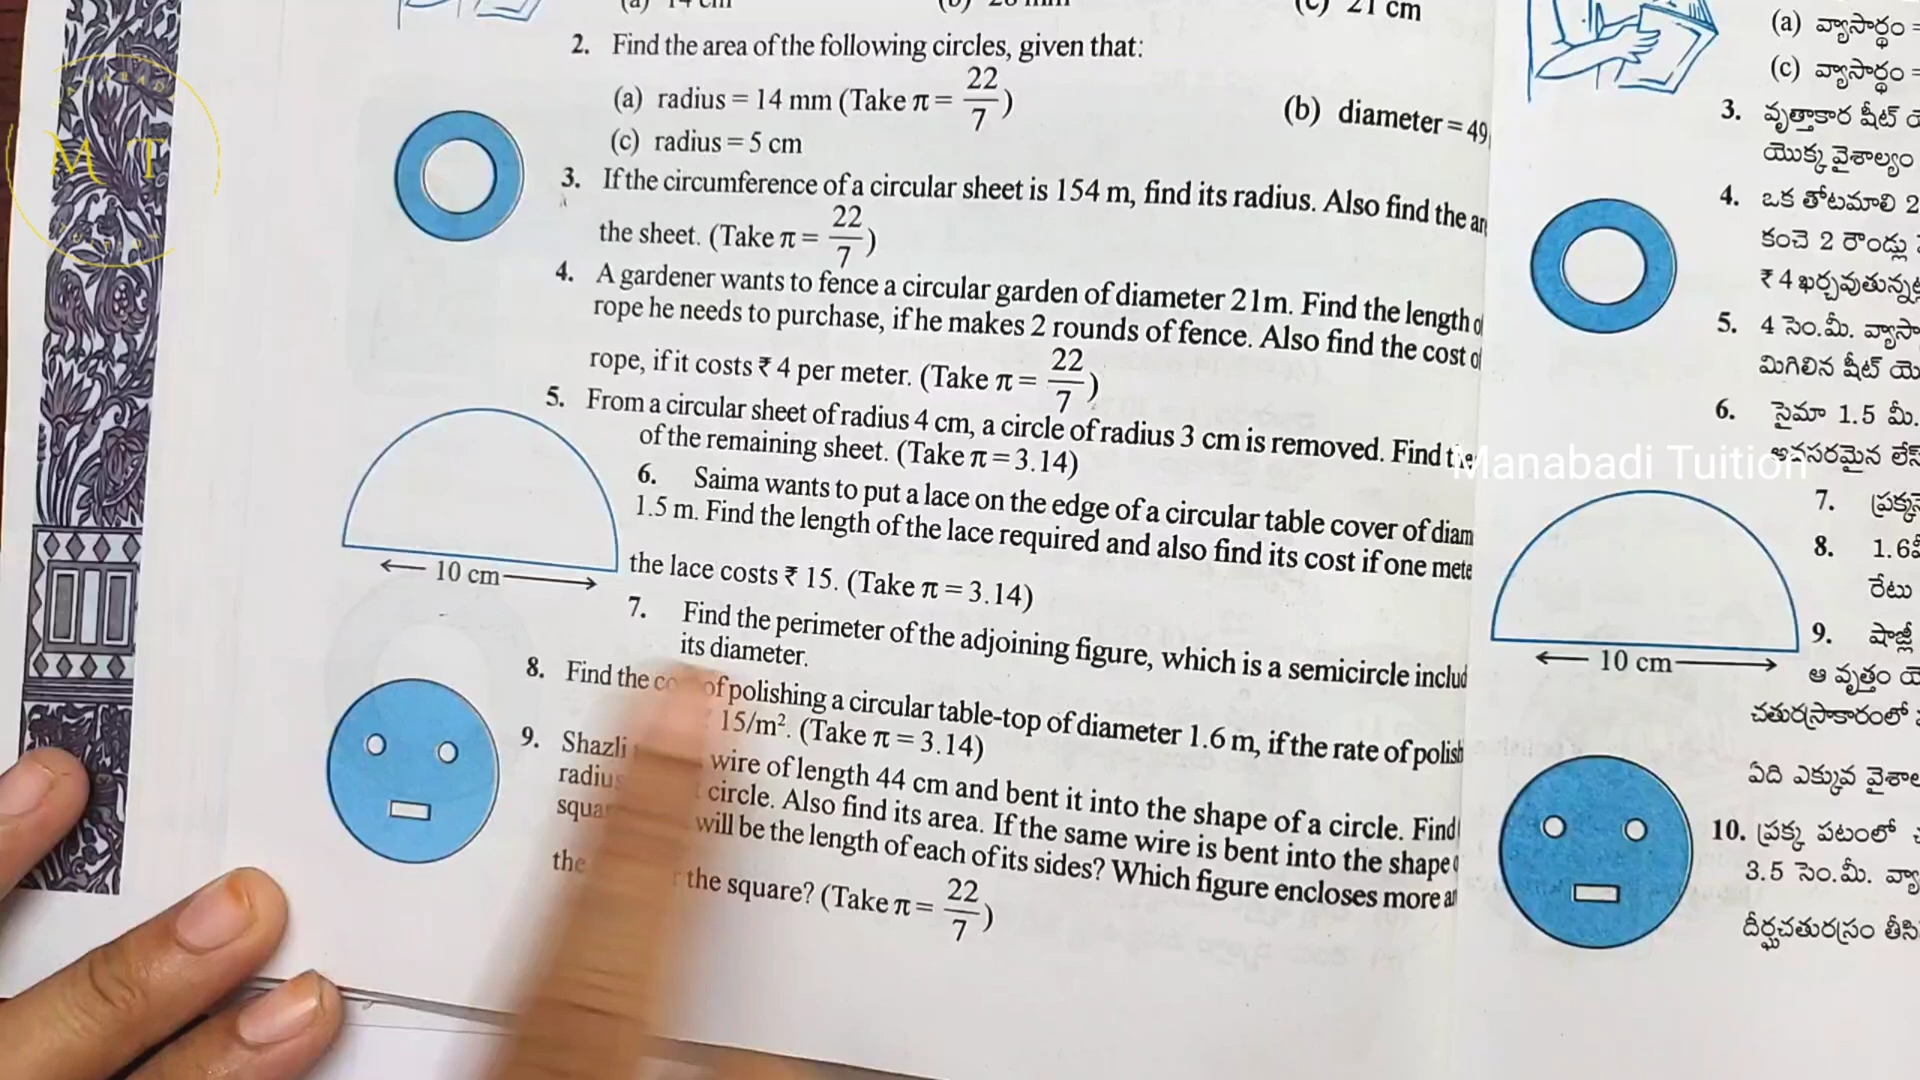 cm
21 cm
2. Find the area of the following circles, given that:
(a) radius = 14 mm (Take π = 22/7)
(b) diameter = 49
(c) radius = 5 cm
3. If the circumference of a circular sheet is 154 m, find its radius. Also find the
the sheet. (Take π = 22/7)
4. A gardener wants to fence a circular garden of diameter 21m. Find the length
rope he needs to purchase, if he makes 2 rounds of fence. Also find the cost
rope, if it costs ₹ 4 per meter. (Take π = 22/7)
5. From a circular sheet of radius 4 cm, a circle of radius 3 cm is removed. Find
of the remaining sheet. (Take π = 3.14)
6. Saima wants to put a lace on the edge of a circular table cover of diam
1.5 m. Find the length of the lace required and also find its cost if one mete
the lace costs ₹ 15. (Take π = 3.14)
10 cm
7. Find the perimeter of the adjoining figure, which is a semicircle includ
its diameter.
8. Find the of polishing a circular table-top of diameter 1.6 m, if the rate of polish
15/m². (Take π = 3.14)
9. Shazli wire of length 44 cm and bent it into the shape of a circle. Find
circle. Also find its area. If the same wire is bent into the shape
will be the length of each of its sides? Which figure encloses more
the the square? (Take π = 22/7)
(a) వ్యాసార్థం =
(c) వ్యాసార్థం =
3. వృత్తాకార షీట్
యొక్క వైశాల్యం
4. ఒక తోటమాలి 2
కంచె 2 రౌండ్లు
₹ 4 ఖర్చవుతున్నట్ల
5. 4 సెం.మీ. వ్యాసా
మిగిలిన షీట్ యొ
6. సైమా 1.5 మీ.
అవసరమైన లేస్
7. ప్రక్కనే
8. 1.6మీ
రేటు
10 cm
9. షాజ్లీ
ఆ వృత్తం యొ
చతురస్రాకారంలో
ఏది ఎక్కువ వైశాల
10. ప్రక్క పటంలో
3.5 సెం.మీ. వ్యా
దీర్ఘచతురస్రం తీసి
M T
Manabadi Tuition